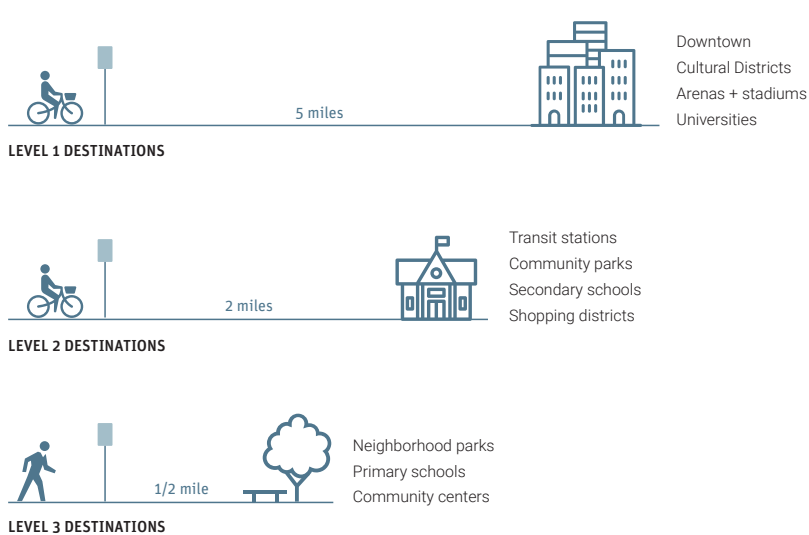 Downtown
Cultural Districts
Arenas + stadiums
Universities
5 miles
LEVEL 1 DESTINATIONS
Transit stations
Community parks
Secondary schools
Shopping districts
2 miles
LEVEL 2 DESTINATIONS
Neighborhood parks
Primary schools
Community centers
1/2 mile
LEVEL 3 DESTINATIONS